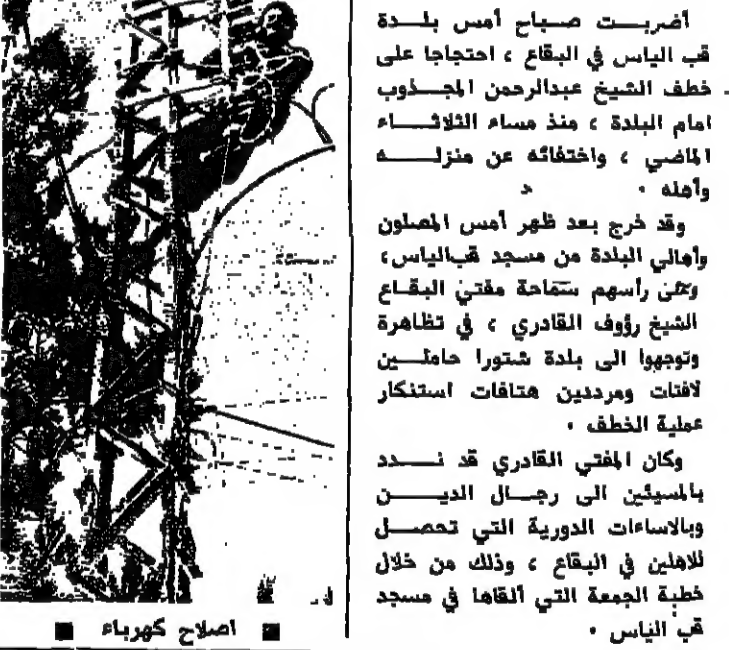 أضربت صباح أمس بلدة
قب الياس في البقاع ، احتجاجا على
خطف الشيخ عبدالرحمن المجذوب
امام البلدة ، منذ مساء الثلاثاء
الماضي ، واختفائه عن منزله
وأهله .
وقد خرج بعد ظهر أمس المصلون
وأهالي البلدة من مسجد قبالياس،
وعلى رأسهم سماحة مفتي البقاع
الشيخ رؤوف القادري ، في تظاهرة
وتوجهوا الى بلدة شتورا حاملين
لافتات ومرددين هتافات استنكار
عملية الخطف .
وكان المفتي القادري قد ندد
بالمسيئين الى رجال الدين
وبالاساءات الدورية التي تحصل
للاهلين في البقاع ، وذلك من خلال
خطبة الجمعة التي ألقاها في مسجد
قب الياس .
■ اصلاح كهرباء ■